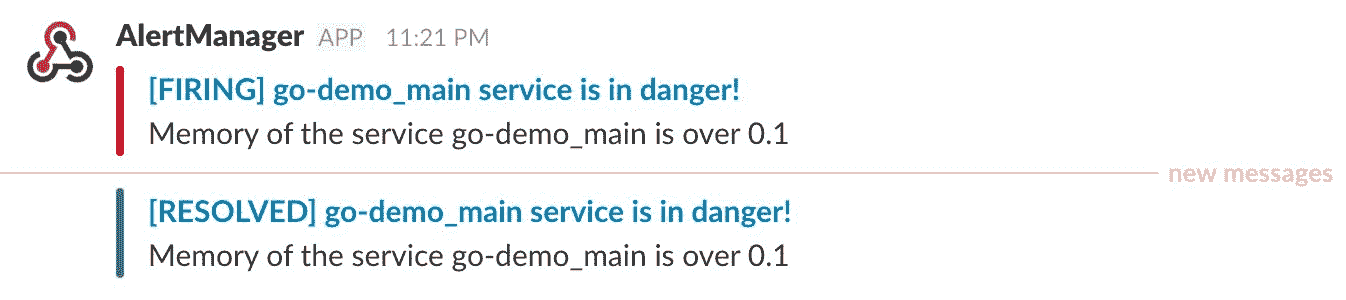 AlertManager APP 11:21 PM
[FIRING] go-demo_main service is in danger!
Memory of the service go-demo_main is over 0.1
new messages
[RESOLVED] go-demo_main service is in danger!
Memory of the service go-demo_main is over 0.1